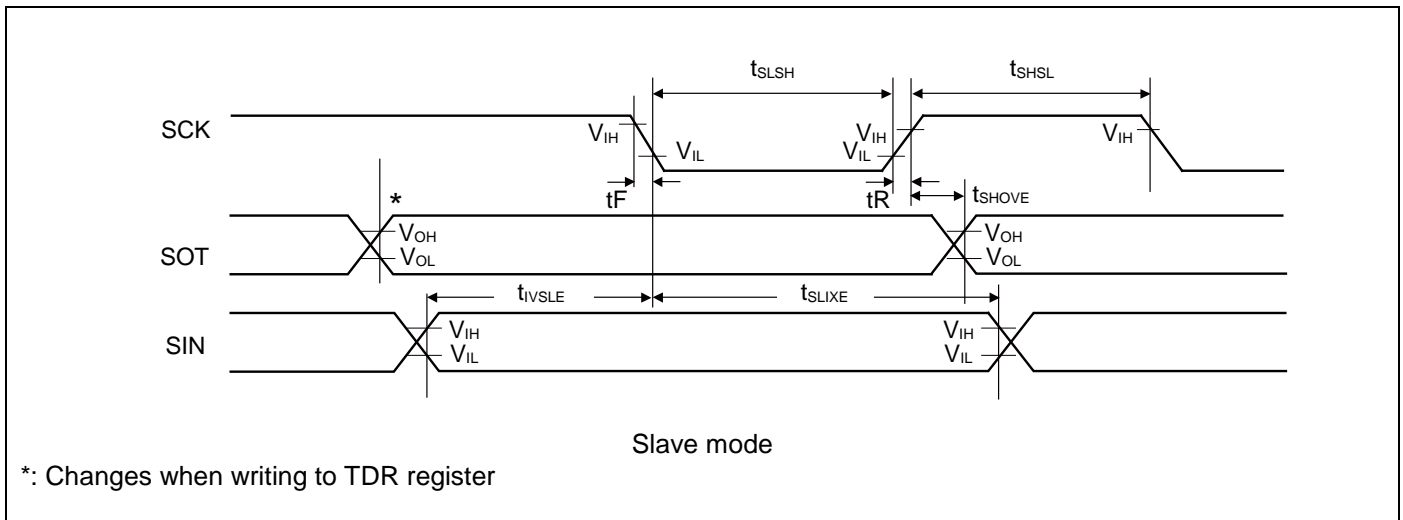 tSLSH tSHSL
SCK VIH VIL VIH VIL VIH
tF tR tSHOVE
*
SOT VOH VOL VOH VOL
tIVSLE tSLIXE
SIN VIH VIL VIH VIL
Slave mode
*: Changes when writing to TDR register